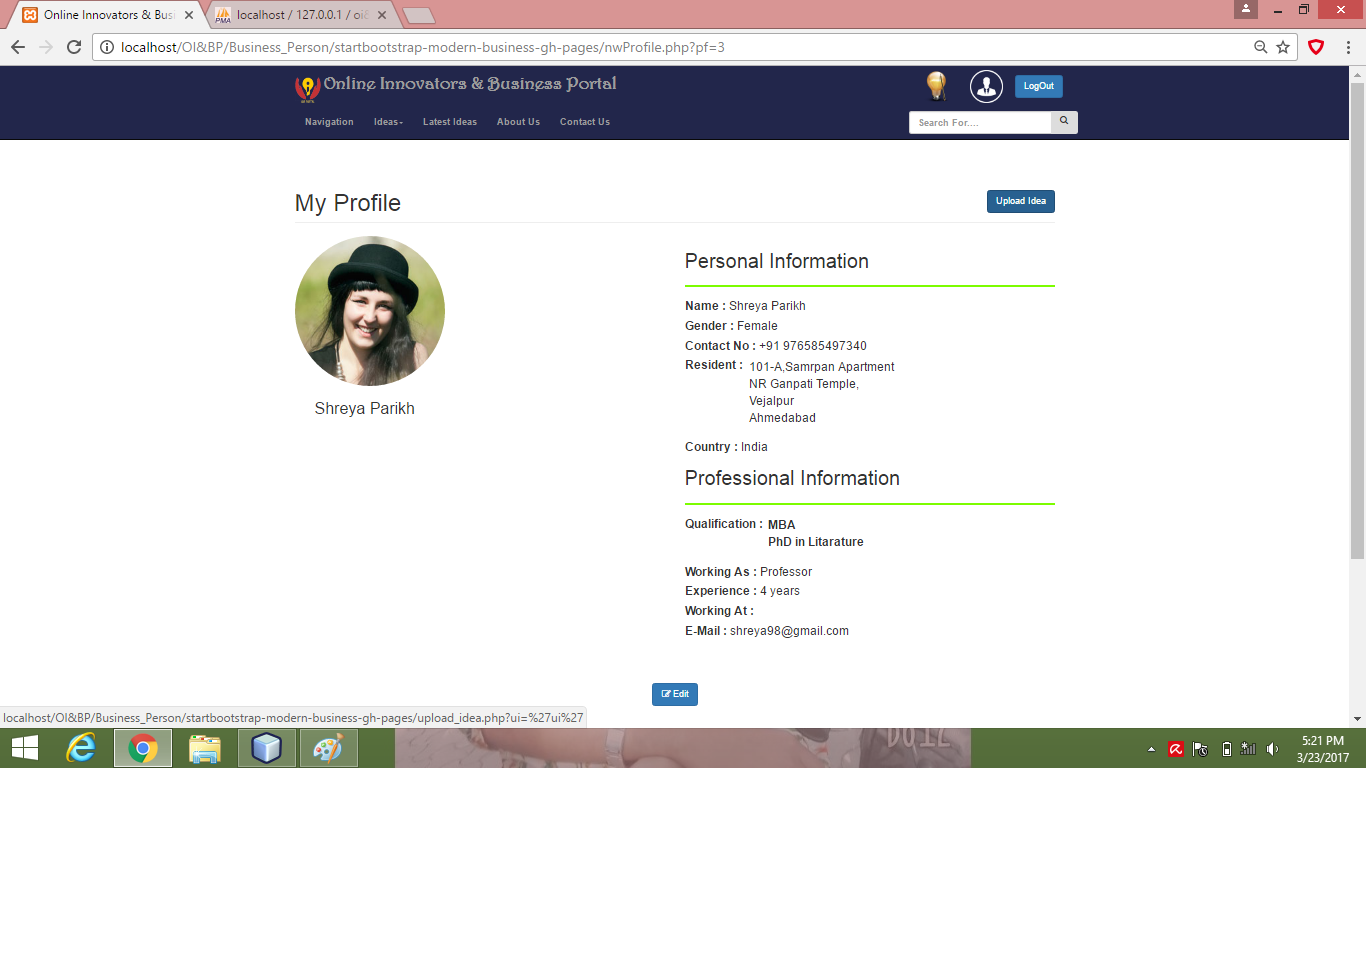 Online Innovators & Busi
localhost / 127.0.0.1 / oi&
localhost/OI&BP/Business_Person/startbootstrap-modern-business-gh-pages/nwProfile.php?pf=3
Online Innovators & Business Portal
LogOut
Navigation Ideas Latest Ideas About Us Contact Us
Search For....
My Profile
Upload Idea
Shreya Parikh
Personal Information
Name : Shreya Parikh
Gender : Female
Contact No : +91 976585497340
Resident : 101-A,Samrpan Apartment
NR Ganpati Temple,
Vejalpur
Ahmedabad
Country : India
Professional Information
Qualification : MBA
PhD in Litarature
Working As : Professor
Experience : 4 years
Working At :
E-Mail : shreya98@gmail.com
Edit
localhost/OI&BP/Business_Person/startbootstrap-modern-business-gh-pages/upload_idea.php?ui=%27ui%27
5:21 PM
3/23/2017